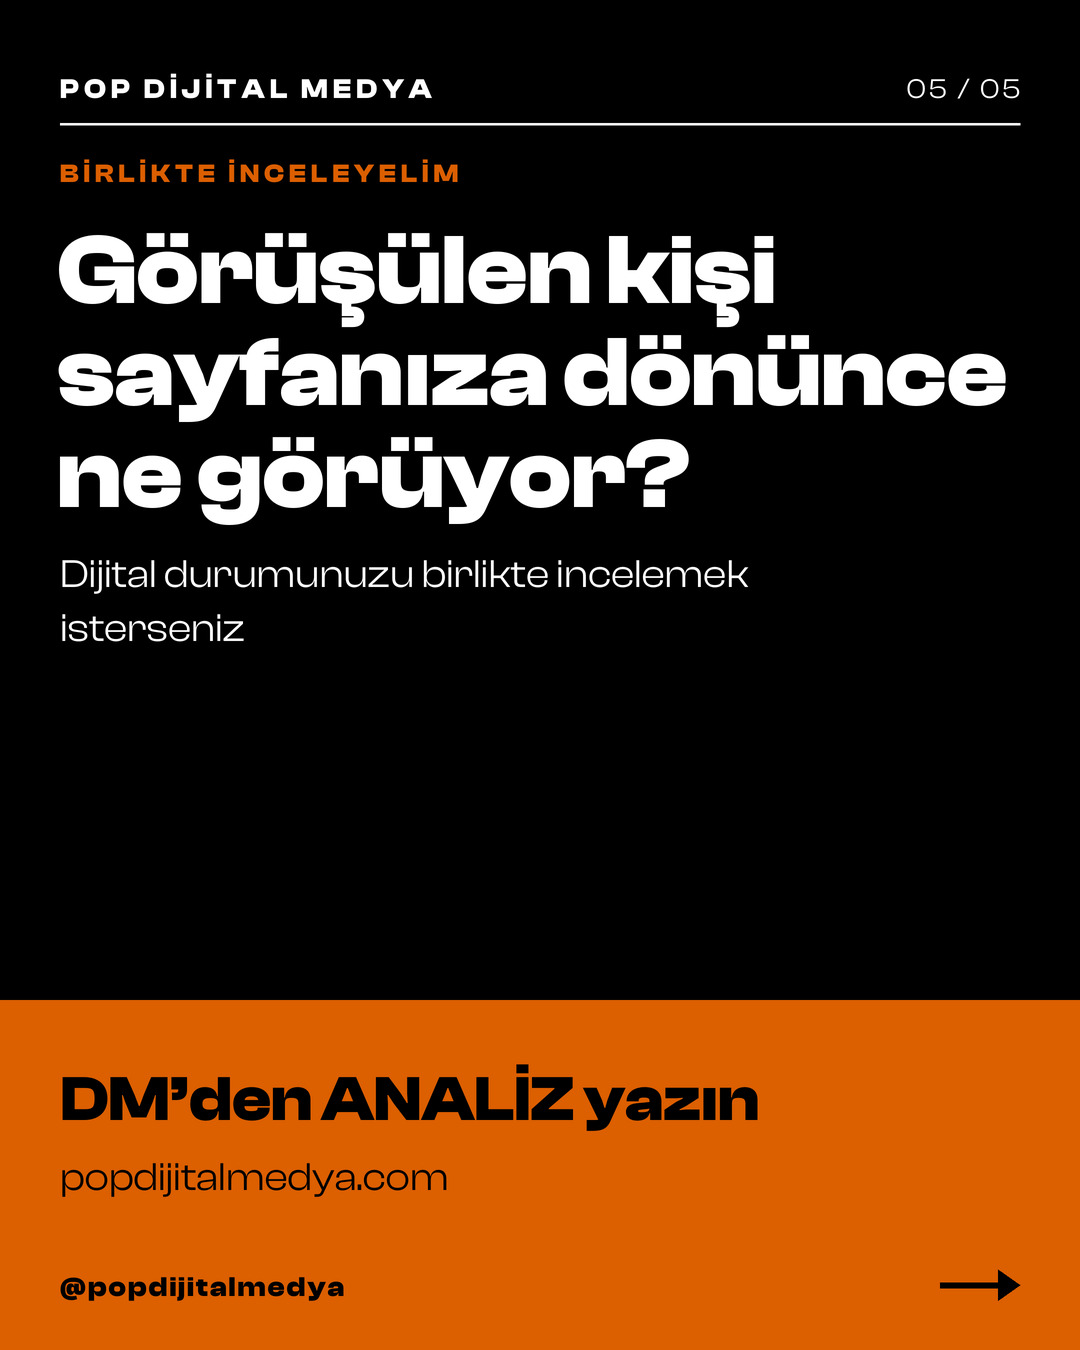 POP DİJİTAL MEDYA
05 / 05
BİRLİKTE İNCELEYELİM
Görüşülen kişi
sayfanıza dönünce
ne görüyor?
Dijital durumunuzu birlikte incelemek
isterseniz
DM’den ANALİZ yazın
popdijitalmedya.com
@popdijitalmedya